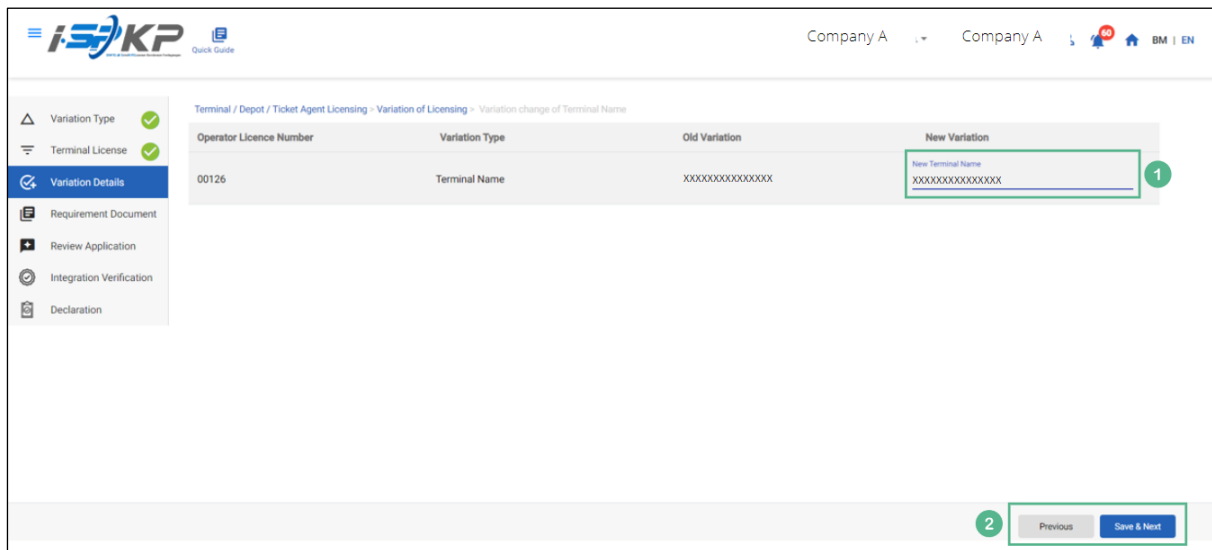 i-SPKP
Quick Guide
Company A
Company A
60
BM | EN
Terminal / Depot / Ticket Agent Licensing > Variation of Licensing > Variation change of Terminal Name
Variation Type
Terminal License
Variation Details
Requirement Document
Review Application
Integration Verification
Declaration
Operator Licence Number Variation Type Old Variation New Variation
00126 Terminal Name XXXXXXXXXXXXXXX
New Terminal Name
XXXXXXXXXXXXXXX
1
2
Previous Save & Next